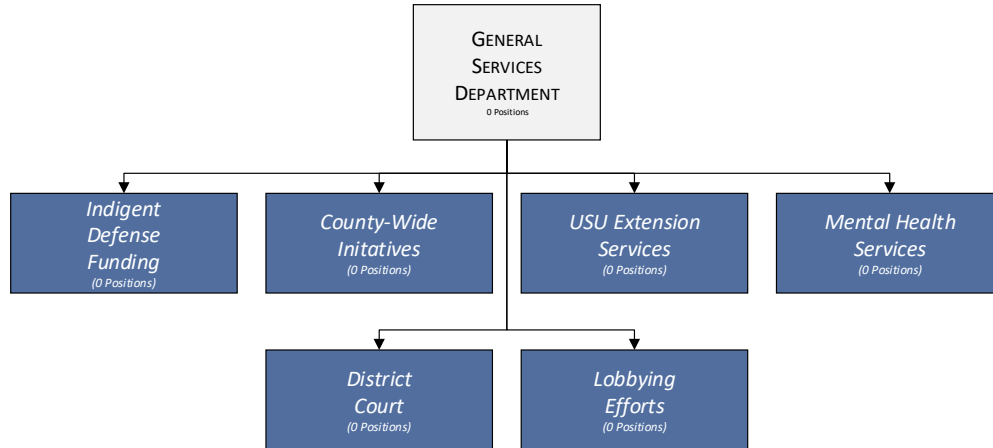 GENERAL
SERVICES
DEPARTMENT
0 Positions
Indigent
Defense
Funding
(0 Positions)
County-Wide
Initatives
(0 Positions)
USU Extension
Services
(0 Positions)
Mental Health
Services
(0 Positions)
District
Court
(0 Positions)
Lobbying
Efforts
(0 Positions)